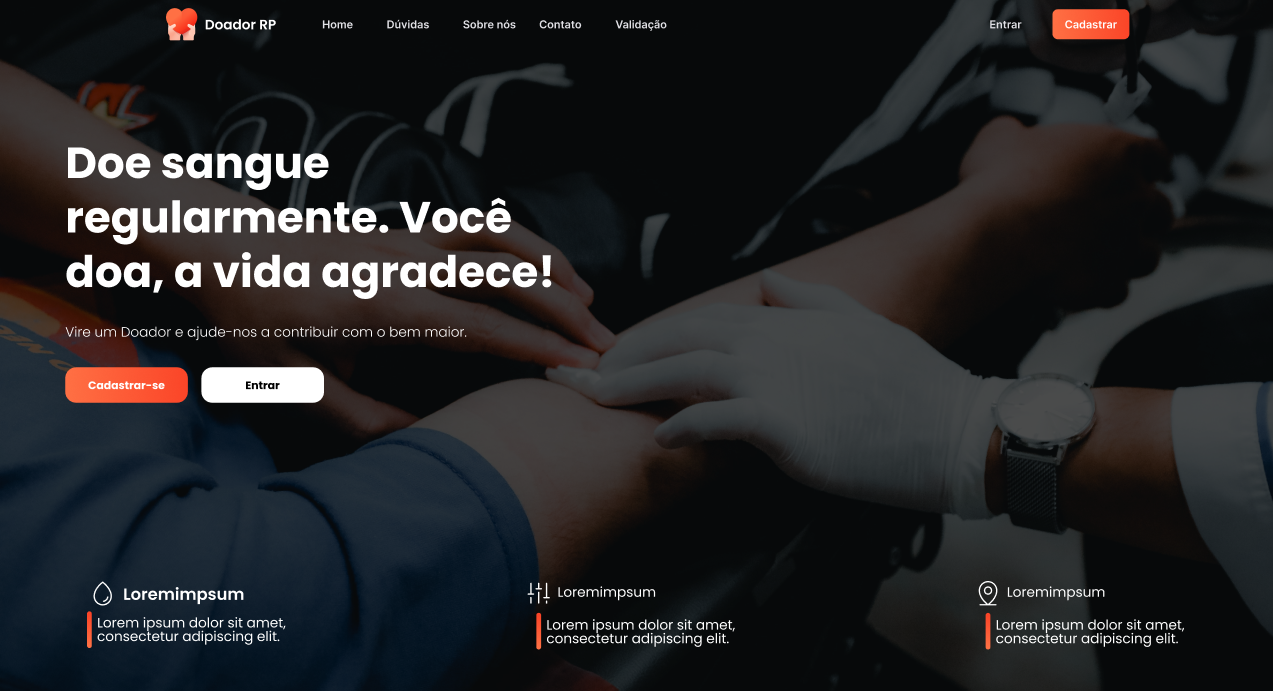 Doador RP
Home
Dúvidas
Sobre nós
Contato
Validação
Entrar
Cadastrar
Doe sangue
regularmente. Você
doa, a vida agradece!
Vire um Doador e ajude-nos a contribuir com o bem maior.
Cadastrar-se
Entrar
Loremimpsum
Lorem ipsum dolor sit amet,
consectetur adipiscing elit.
Loremimpsum
Lorem ipsum dolor sit amet,
consectetur adipiscing elit.
Loremimpsum
Lorem ipsum dolor sit amet,
consectetur adipiscing elit.